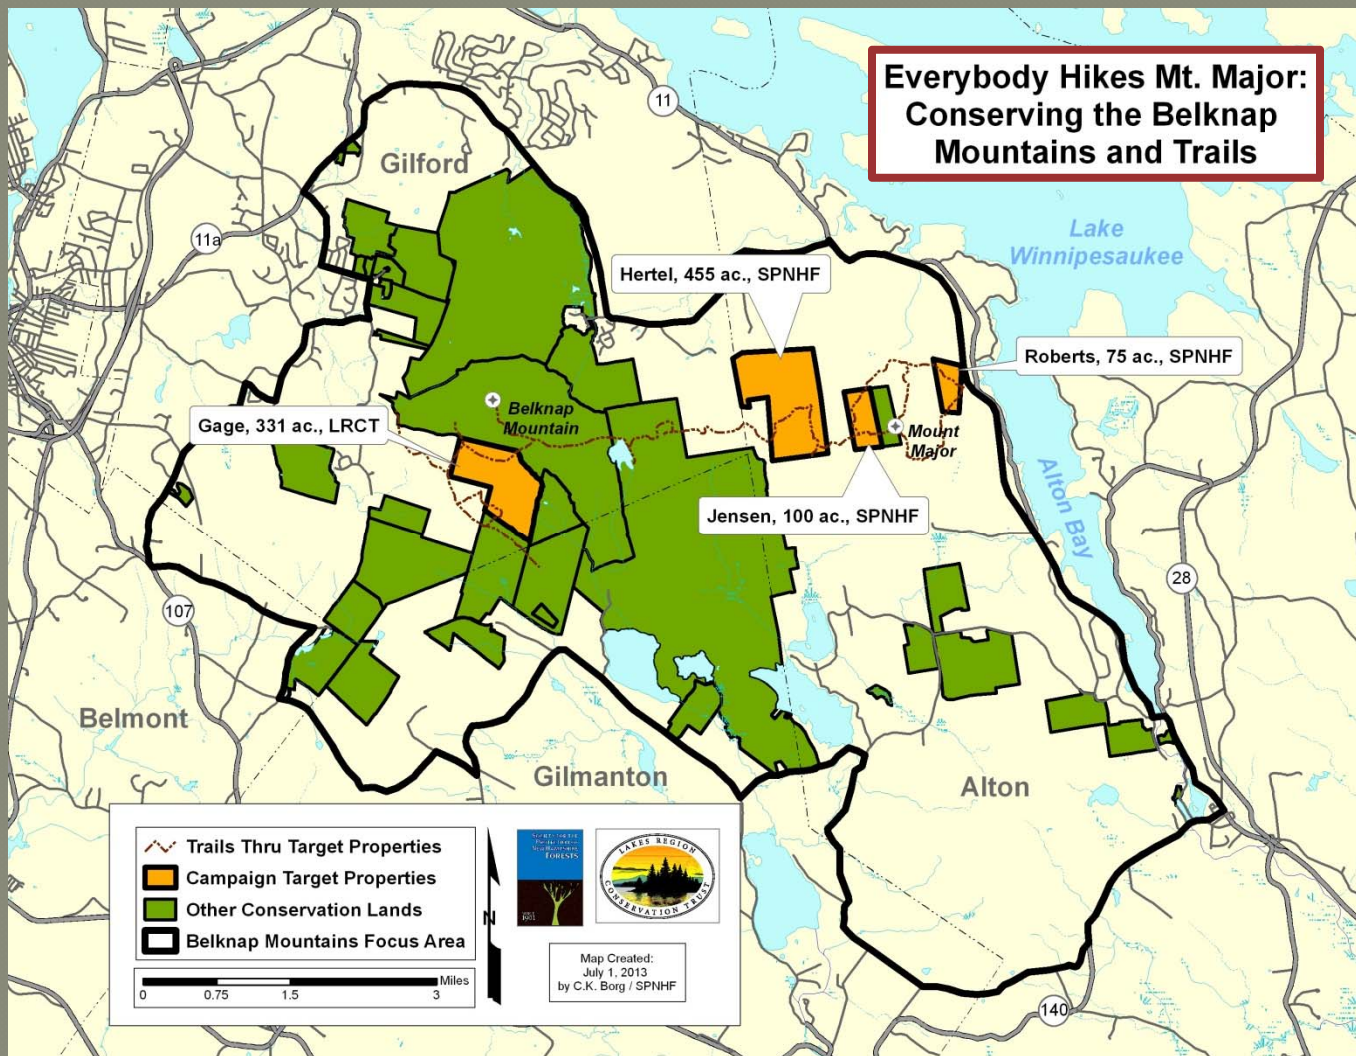 Everybody Hikes Mt. Major:
Conserving the Belknap
Mountains and Trails
11
Gilford
11a
Lake
Winnipesaukee
Hertel, 455 ac., SPNHF
Roberts, 75 ac., SPNHF
Gage, 331 ac., LRCT
Belknap
Mountain
Mount
Major
Jensen, 100 ac., SPNHF
Alton Bay
28
107
Belmont
Gilmanton
Alton
140
Trails Thru Target Properties
Campaign Target Properties
Other Conservation Lands
Belknap Mountains Focus Area
Miles
0 0.75 1.5 3
N
FORESTS
LAKES REGION
CONSERVATION TRUST
Map Created:
July 1, 2013
by C.K. Borg / SPNHF